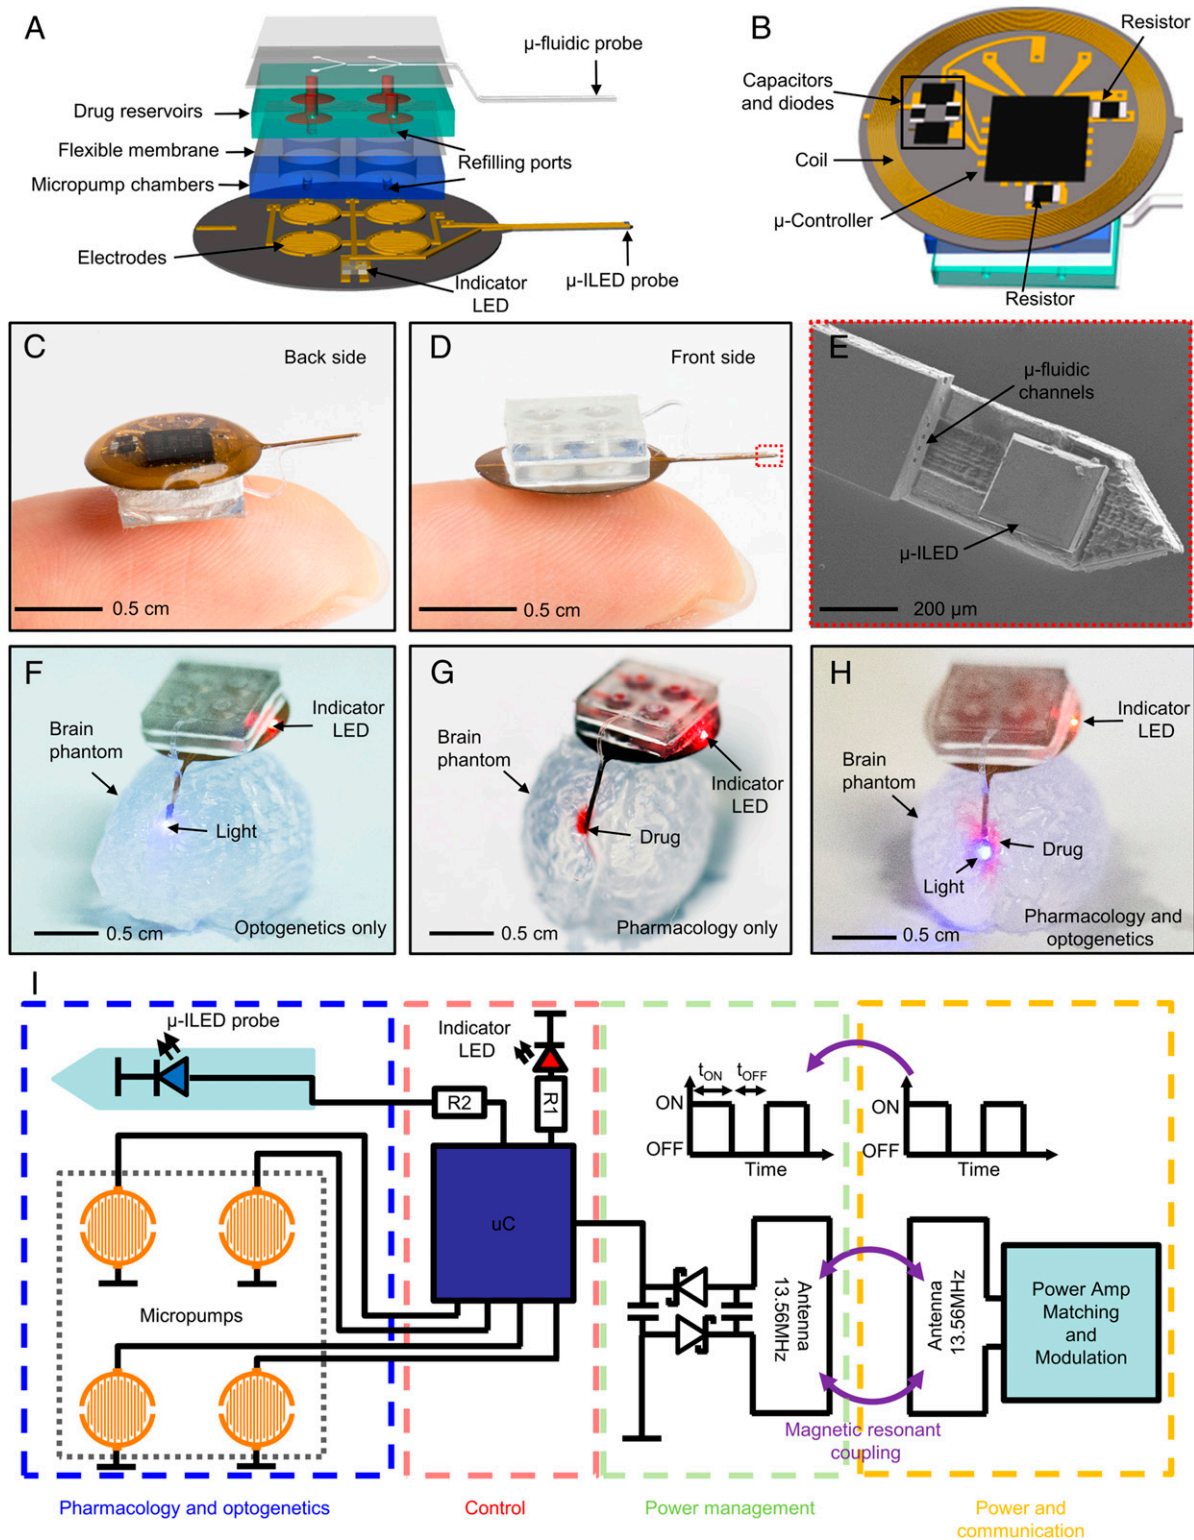 A
μ-fluidic probe
Drug reservoirs
Flexible membrane
Micropump chambers
Refilling ports
Electrodes
Indicator
LED
μ-ILED probe
B
Resistor
Capacitors
and diodes
Coil
μ-Controller
Resistor
C
Back side
0.5 cm
D
Front side
0.5 cm
E
μ-fluidic
channels
μ-ILED
200 μm
F
Brain
phantom
Indicator
LED
Light
0.5 cm
Optogenetics only
G
Brain
phantom
Indicator
LED
Drug
0.5 cm
Pharmacology only
H
Indicator
LED
Brain
phantom
Drug
Light
0.5 cm
Pharmacology and
optogenetics
I
μ-ILED probe
Indicator
LED
R2
R1
uC
Micropumps
tON tOFF
ON
OFF
Time
ON
OFF
Time
Antenna
13.56MHz
Antenna
13.56MHz
Power Amp
Matching
and
Modulation
Magnetic resonant
coupling
Pharmacology and optogenetics
Control
Power management
Power and
communication